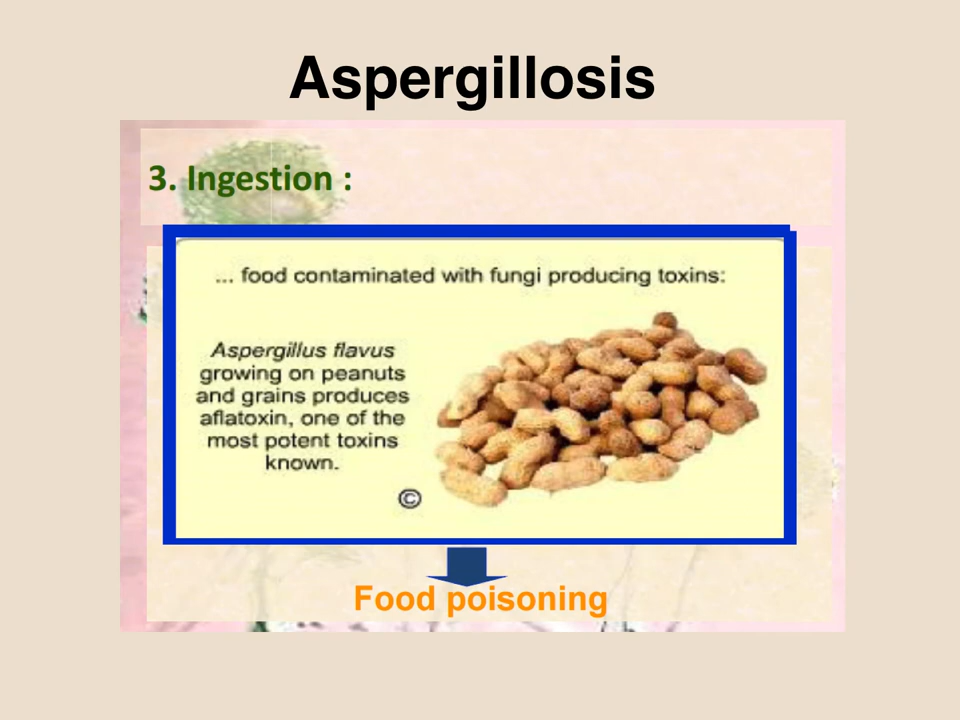 Aspergillosis
3. Ingestion :
... food contaminated with fungi producing toxins:
Aspergillus flavus
growing on peanuts
and grains produces
aflatoxin, one of the
most potent toxins
known.
©
Food poisoning